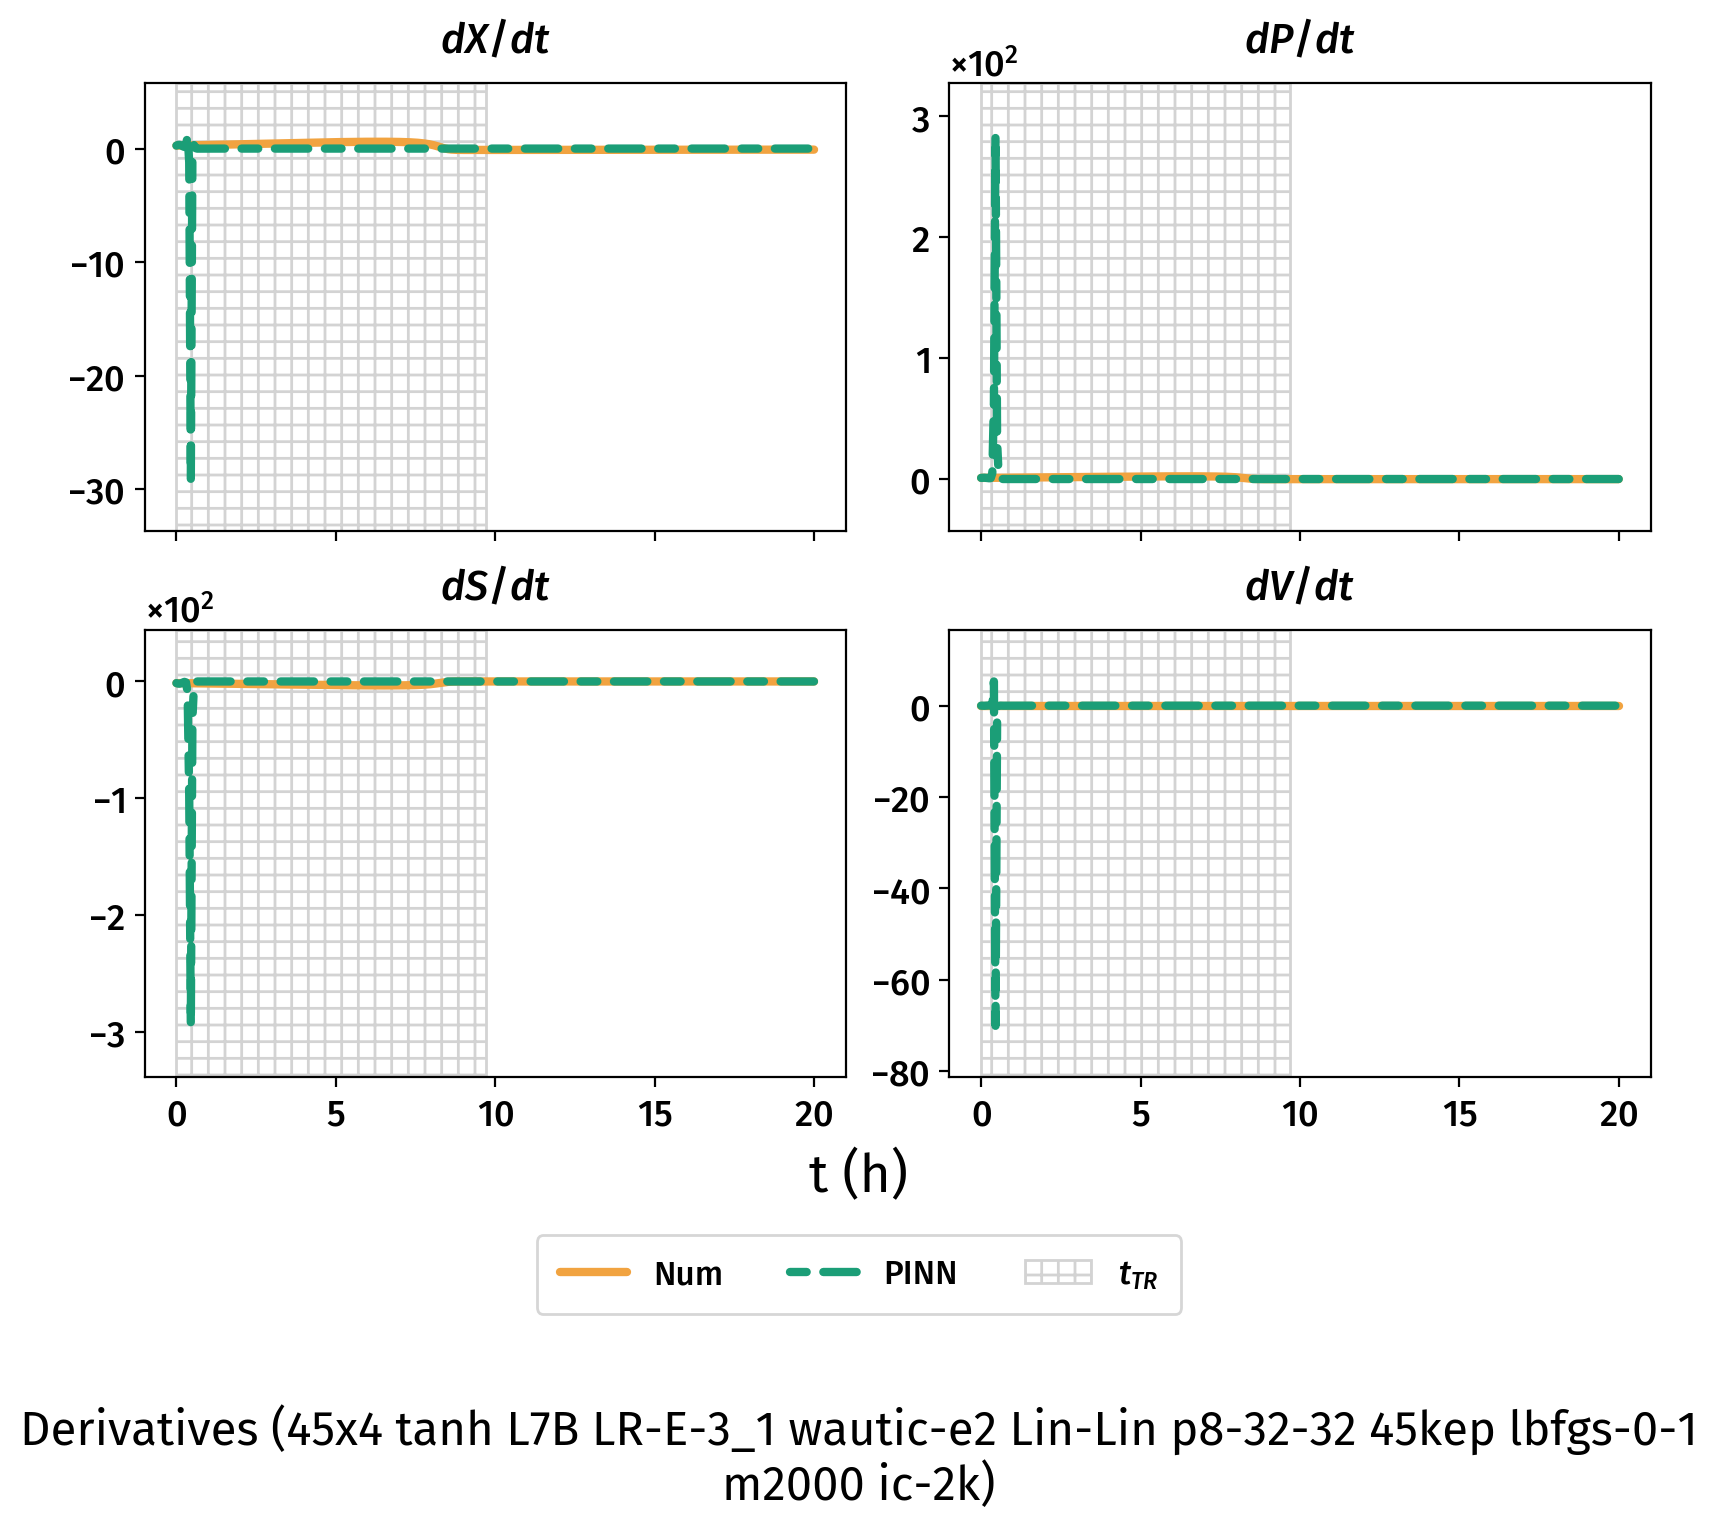 dX/dt
dP/dt
×10²
0
−10
−20
−30
3
2
1
0
dS/dt
dV/dt
×10²
0
−1
−2
−3
0
−20
−40
−60
−80
0 5 10 15 20
0 5 10 15 20
t (h)
Num PINN t_TR
Derivatives (45x4 tanh L7B LR-E-3_1 wautic-e2 Lin-Lin p8-32-32 45kep lbfgs-0-1
m2000 ic-2k)